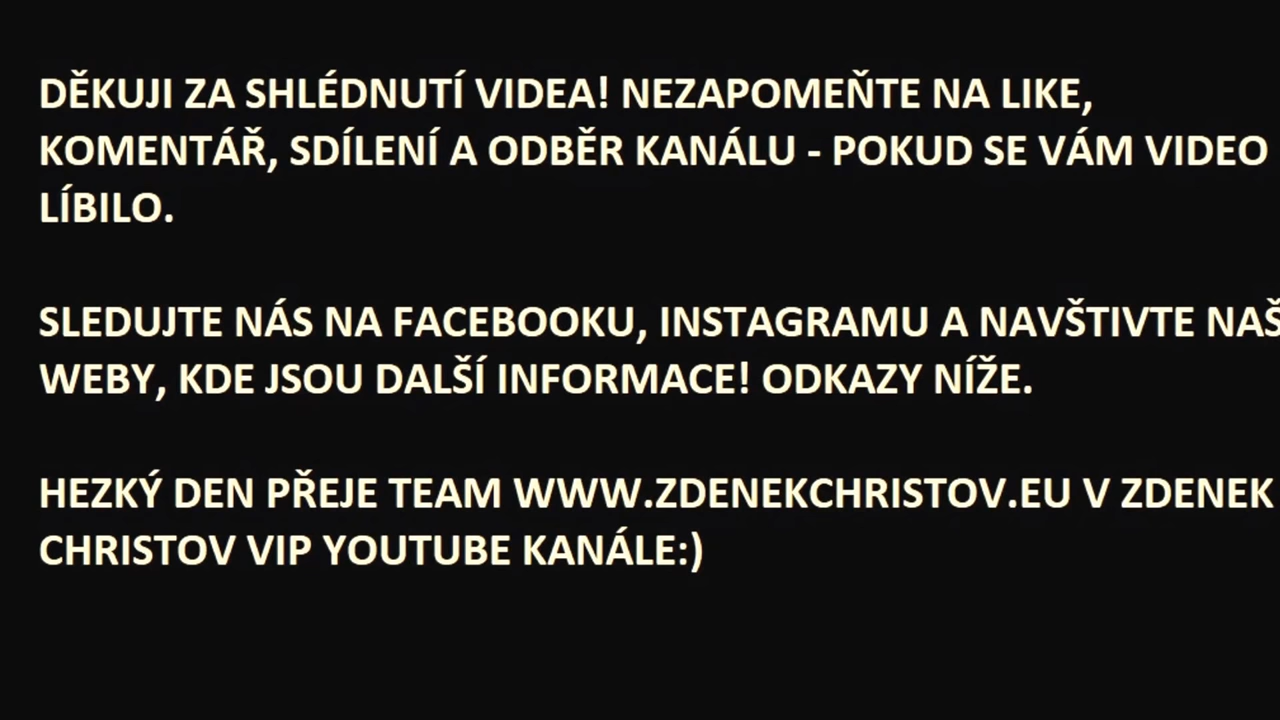 DĚKUJI ZA SHLÉDNUTÍ VIDEA! NEZAPOMEŇTE NA LIKE,
KOMENTÁŘ, SDÍLENÍ A ODBĚR KANÁLU - POKUD SE VÁM VIDEO
LÍBILO.
SLEDUJTE NÁS NA FACEBOOKU, INSTAGRAMU A NAVŠTIVTE NAŠ
WEBY, KDE JSOU DALŠÍ INFORMACE! ODKAZY NÍŽE.
HEZKÝ DEN PŘEJE TEAM WWW.ZDENEKCHRISTOV.EU V ZDENEK
CHRISTOV VIP YOUTUBE KANÁLE:)